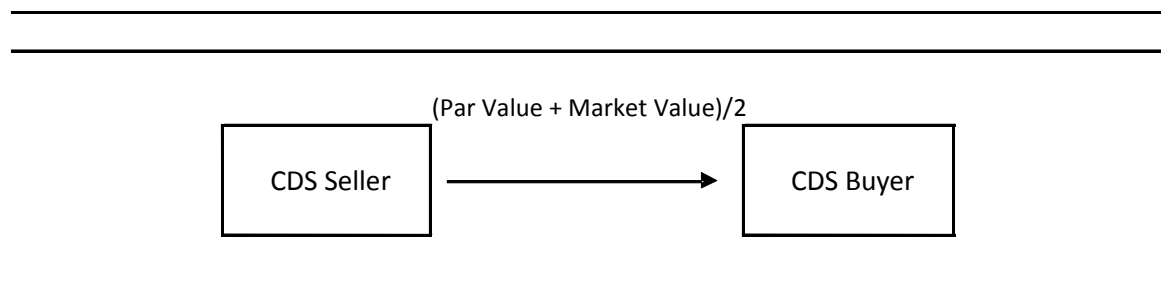 (Par Value + Market Value)/2
CDS Seller
CDS Buyer